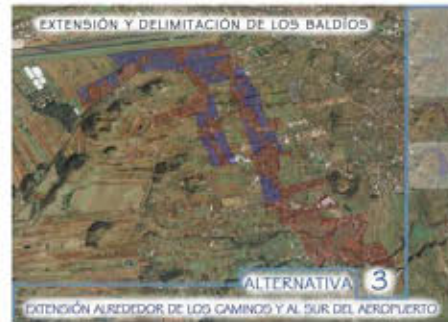 EXTENSIÓN Y DELIMITACIÓN DE LOS BALDÍOS
ALTERNATIVA 3
EXTENSIÓN ALREDEDOR DE LOS CAMINOS Y AL SUR DEL AEROPUERTO